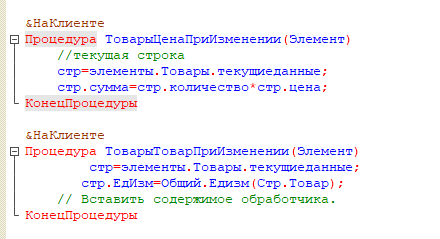 &НаКлиенте
Процедура ТоварыЦенаПриИзменении(Элемент)
//текущая строка
стр=элементы.Товары.текущиеданные;
стр.сумма=стр.количество*стр.цена;
КонецПроцедуры
&НаКлиенте
Процедура ТоварыТоварПриИзменении(Элемент)
стр=элементы.Товары.текущиеданные;
стр.ЕдИзм=Общий.Едизм(Стр.Товар);
// Вставить содержимое обработчика.
КонецПроцедуры